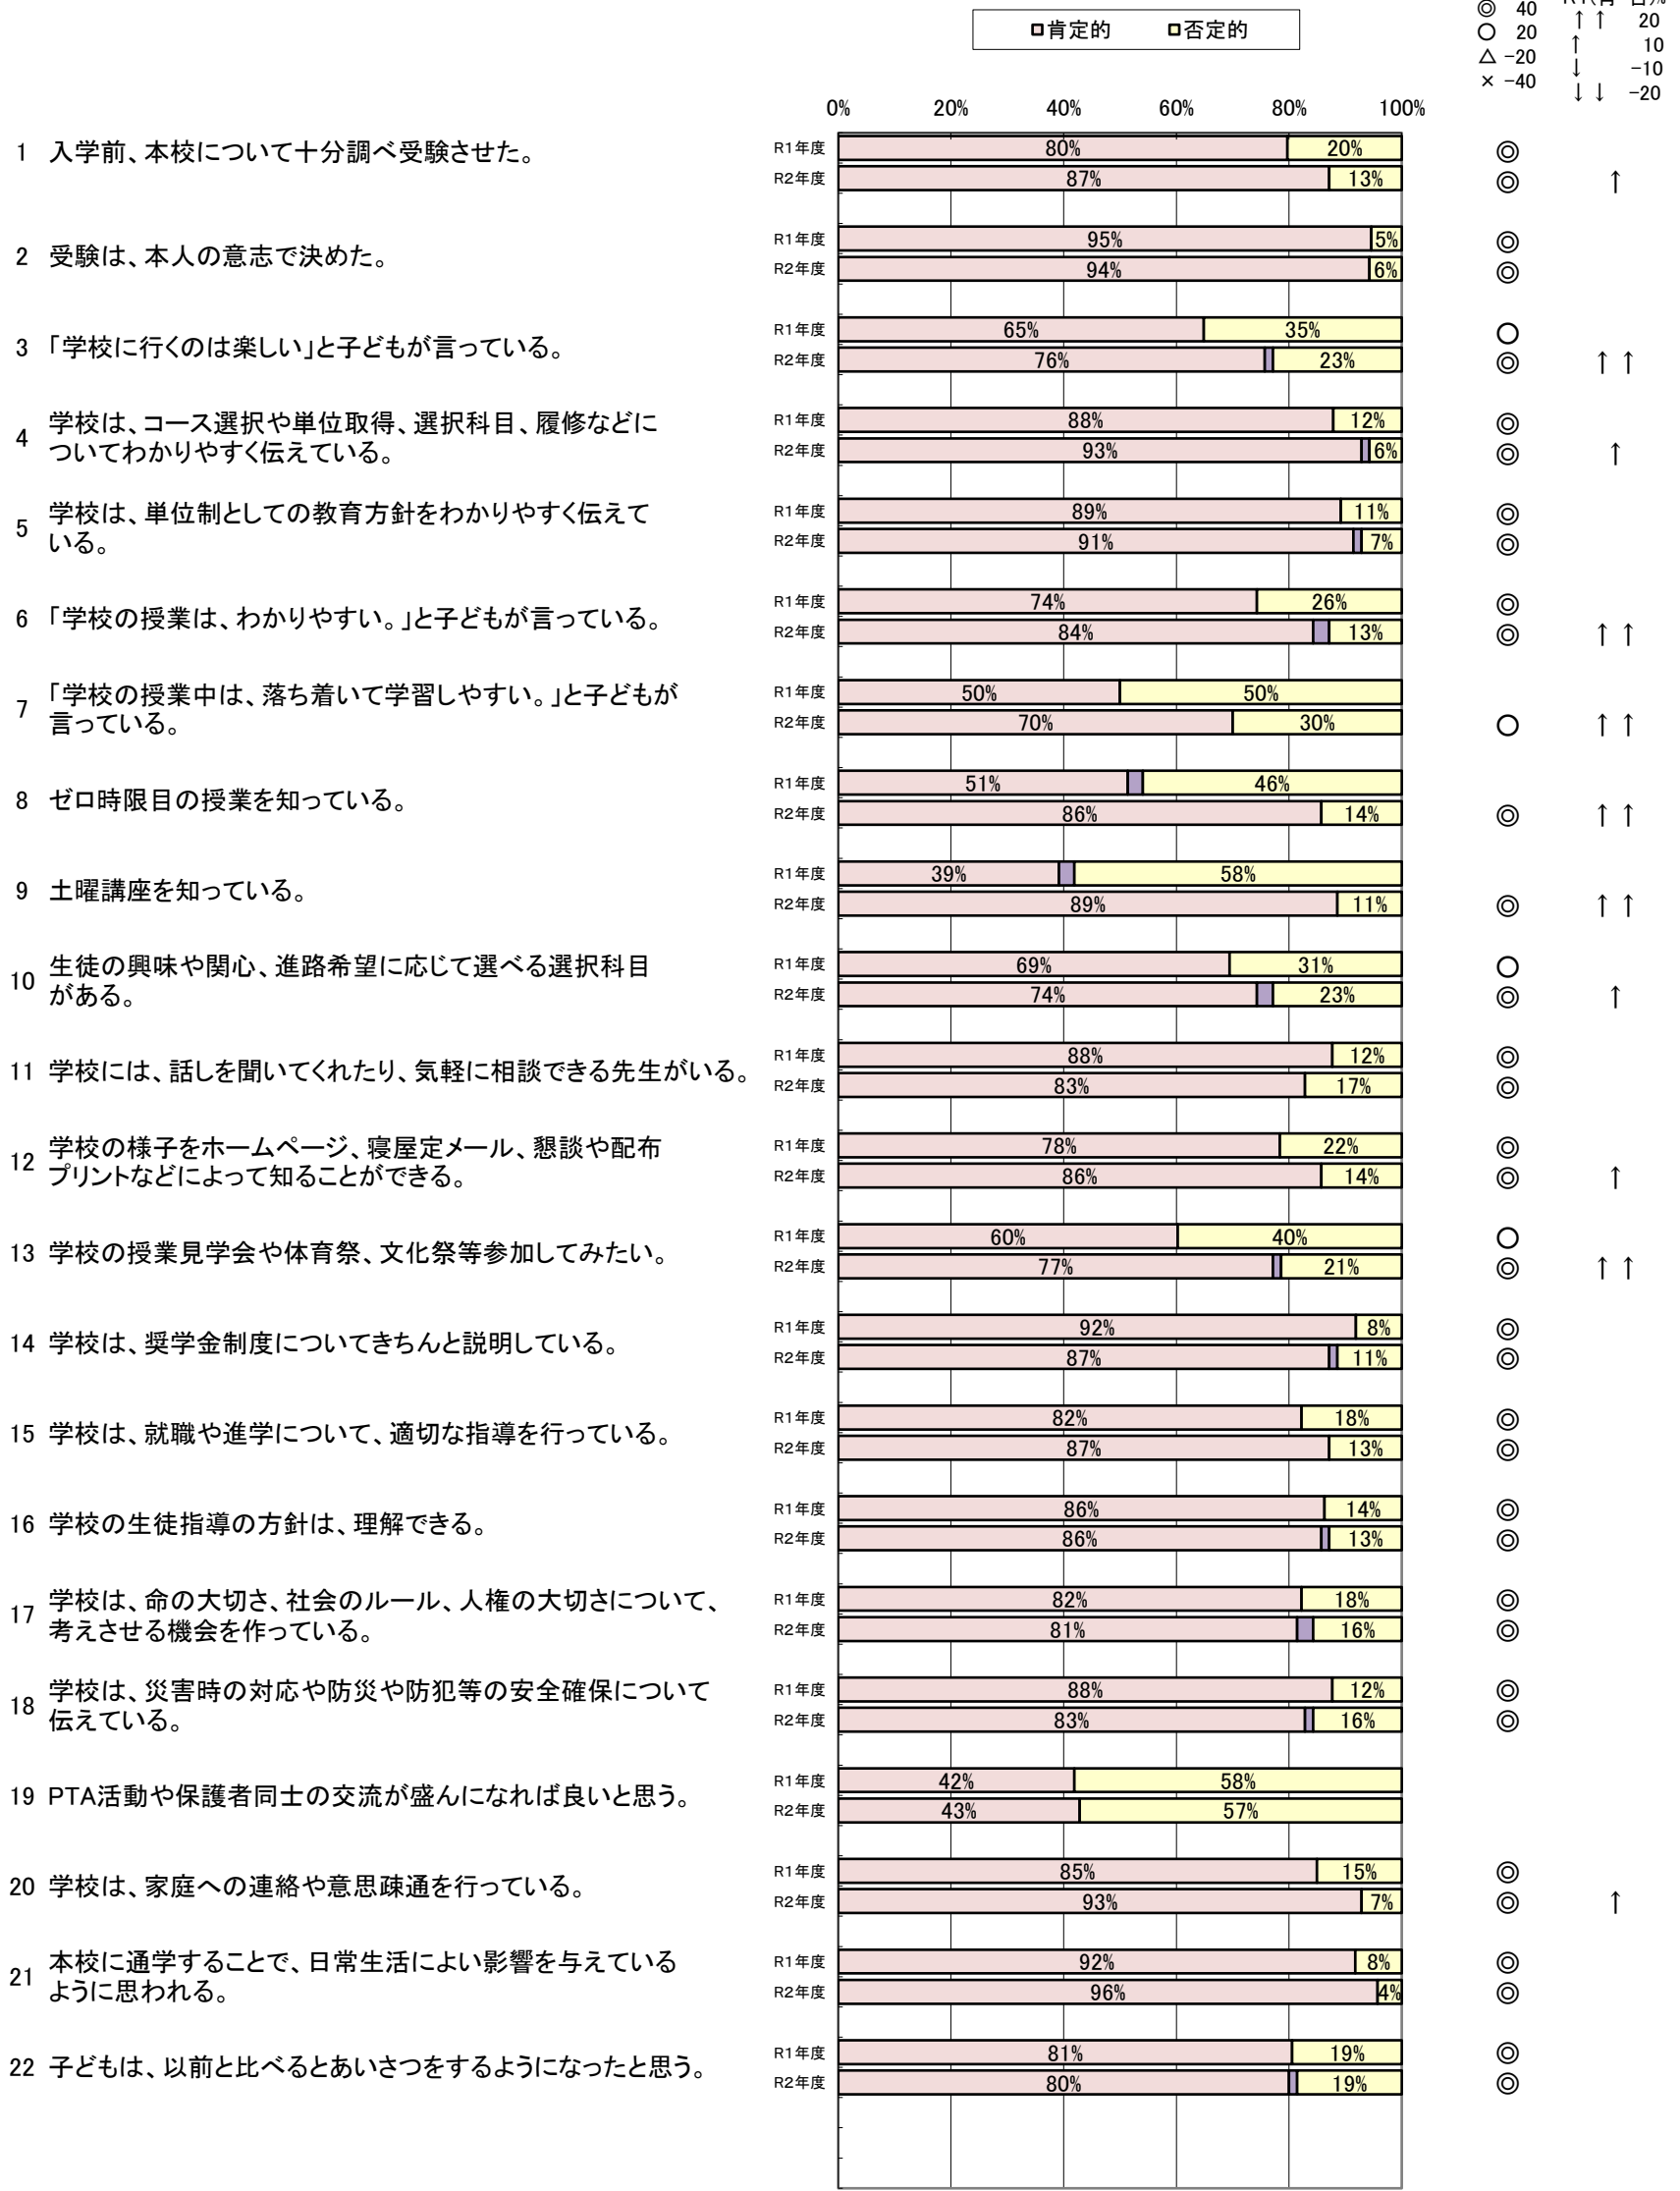 ■肯定的 ■否定的
◎ 40
↑↑ 20
○ 20
↑ 10
△ -20
↓ -10
× -40
↓↓ -20
0% 20% 40% 60% 80% 100%
1 入学前、本校について十分調べ受験させた。
R1年度 80% 20% ◎
R2年度 87% 13% ◎ ↑
2 受験は、本人の意志で決めた。
R1年度 95% 5% ◎
R2年度 94% 6% ◎
3 「学校に行くのは楽しい」と子どもが言っている。
R1年度 65% 35% ○
R2年度 76% 23% ◎ ↑↑
4 学校は、コース選択や単位取得、選択科目、履修などに
ついてわかりやすく伝えている。
R1年度 88% 12% ◎
R2年度 93% 6% ◎ ↑
5 学校は、単位制としての教育方針をわかりやすく伝えて
いる。
R1年度 89% 11% ◎
R2年度 91% 7% ◎
6 「学校の授業は、わかりやすい。」と子どもが言っている。
R1年度 74% 26% ◎
R2年度 84% 13% ◎ ↑↑
7 「学校の授業中は、落ち着いて学習しやすい。」と子どもが
言っている。
R1年度 50% 50%
R2年度 70% 30% ○ ↑↑
8 ゼロ時限目の授業を知っている。
R1年度 51% 46%
R2年度 86% 14% ◎ ↑↑
9 土曜講座を知っている。
R1年度 39% 58%
R2年度 89% 11% ◎ ↑↑
10 生徒の興味や関心、進路希望に応じて選べる選択科目
がある。
R1年度 69% 31% ○
R2年度 74% 23% ◎ ↑
11 学校には、話しを聞いてくれたり、気軽に相談できる先生がいる。
R1年度 88% 12% ◎
R2年度 83% 17% ◎
12 学校の様子をホームページ、寝屋定メール、懇談や配布
プリントなどによって知ることができる。
R1年度 78% 22% ◎
R2年度 86% 14% ◎ ↑
13 学校の授業見学会や体育祭、文化祭等参加してみたい。
R1年度 60% 40% ○
R2年度 77% 21% ◎ ↑↑
14 学校は、奨学金制度についてきちんと説明している。
R1年度 92% 8% ◎
R2年度 87% 11% ◎
15 学校は、就職や進学について、適切な指導を行っている。
R1年度 82% 18% ◎
R2年度 87% 13% ◎
16 学校の生徒指導の方針は、理解できる。
R1年度 86% 14% ◎
R2年度 86% 13% ◎
17 学校は、命の大切さ、社会のルール、人権の大切さについて、
考えさせる機会を作っている。
R1年度 82% 18% ◎
R2年度 81% 16% ◎
18 学校は、災害時の対応や防災や防犯等の安全確保について
伝えている。
R1年度 88% 12% ◎
R2年度 83% 16% ◎
19 PTA活動や保護者同士の交流が盛んになれば良いと思う。
R1年度 42% 58%
R2年度 43% 57%
20 学校は、家庭への連絡や意思疎通を行っている。
R1年度 85% 15% ◎
R2年度 93% 7% ◎ ↑
21 本校に通学することで、日常生活によい影響を与えている
ように思われる。
R1年度 92% 8% ◎
R2年度 96% 4% ◎
22 子どもは、以前と比べるとあいさつをするようになったと思う。
R1年度 81% 19% ◎
R2年度 80% 19% ◎